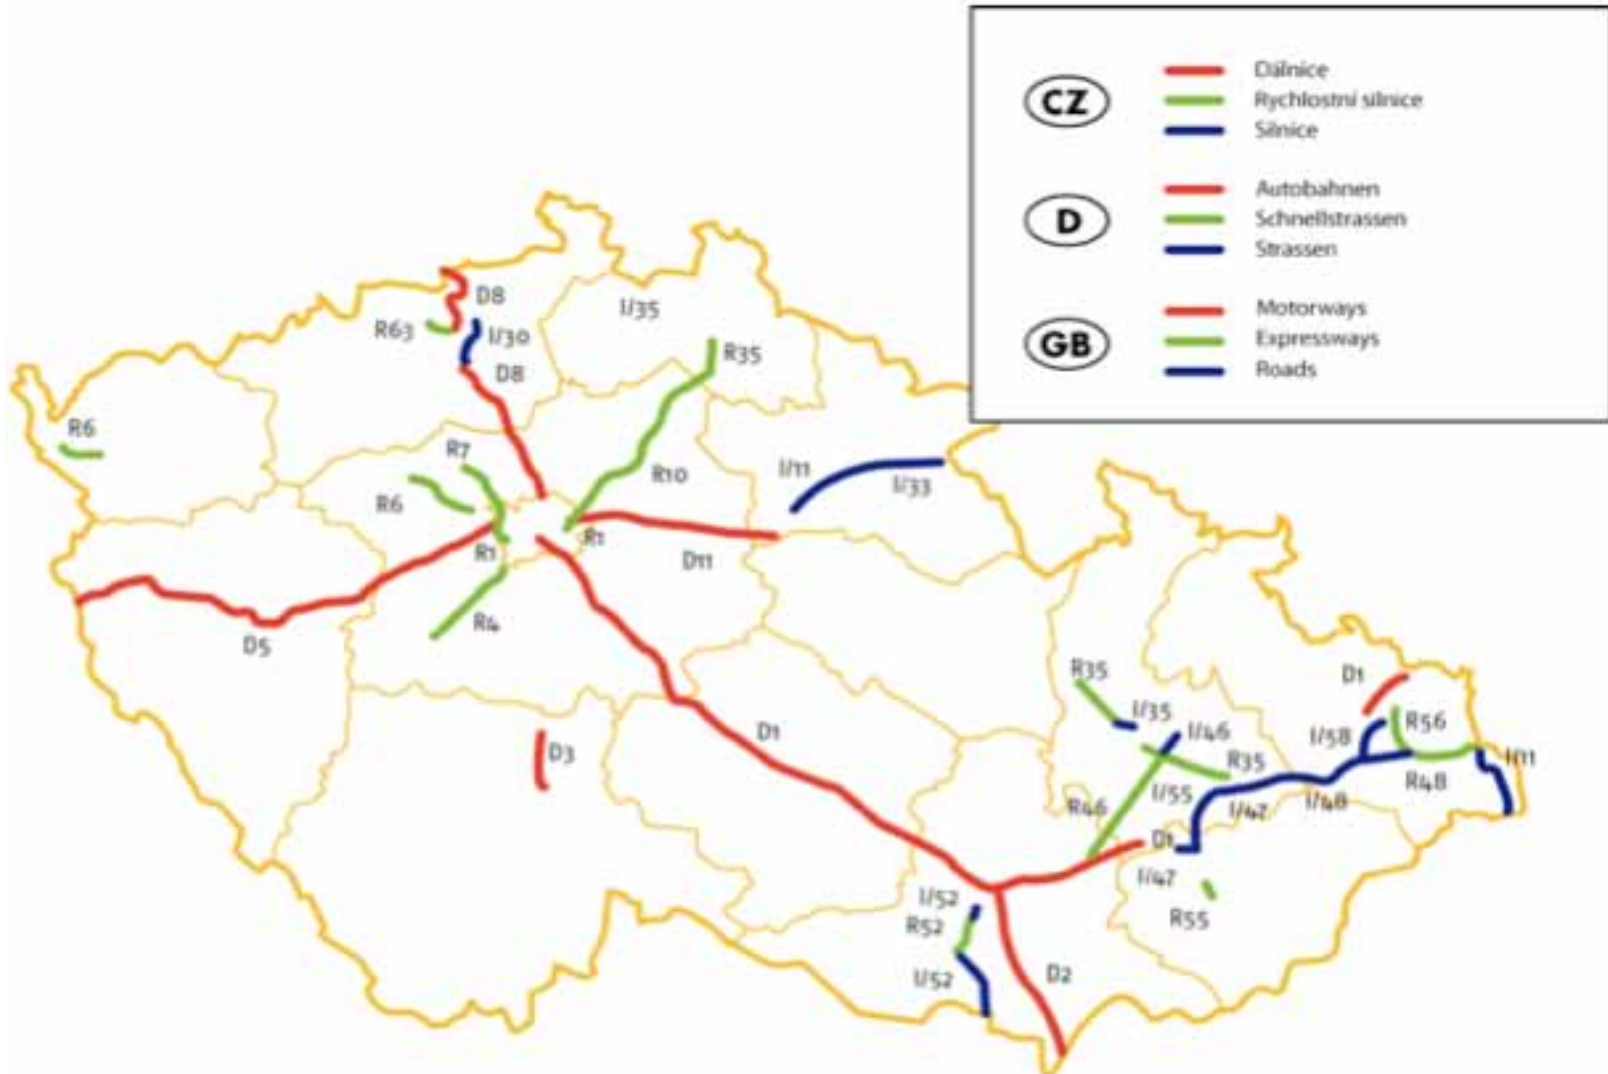 CZ
Dálnice
Rychlostní silnice
Silnice
D
Autobahnen
Schnellstrassen
Strassen
GB
Motorways
Expressways
Roads
D8
I/35
R63
I/30
R35
D8
R6
R7
I/11
R10
I/33
R6
R1
R1
D11
R4
D5
R35
D1
I/35
R56
D1
I/46
I/58
D3
R35
I/11
I/55
R48
R46
I/47
I/48
D1
I/47
I/52
R55
R52
I/52
D2